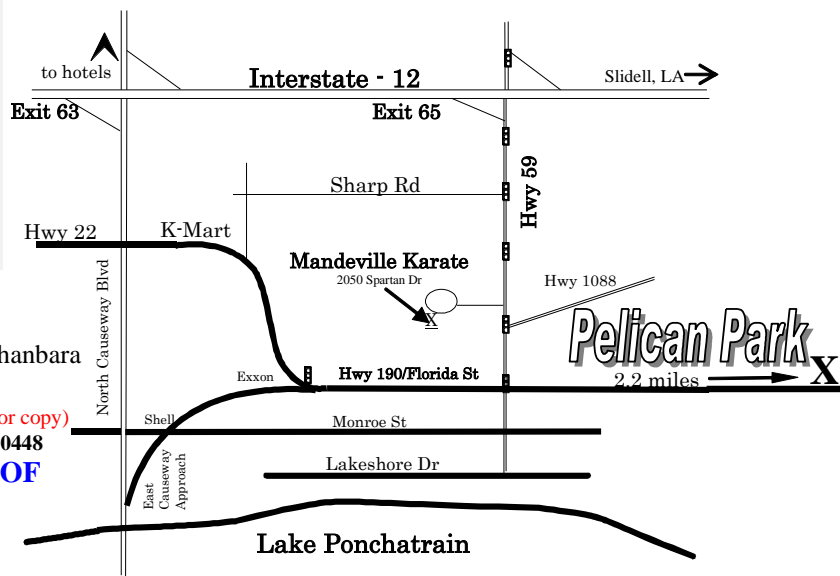 to hotels
Interstate - 12
Slidell, LA
Exit 63
Exit 65
Hwy 59
Sharp Rd
Hwy 22
K-Mart
Mandeville Karate
2050 Spartan Dr
X
Hwy 1088
North Causeway Blvd
Pelican Park
hanbara
Exxon
Hwy 190/Florida St
2.2 miles
X
or copy)
Shell
Monroe St
0448
OF
East
Causeway
Approach
Lakeshore Dr
Lake Ponchatrain